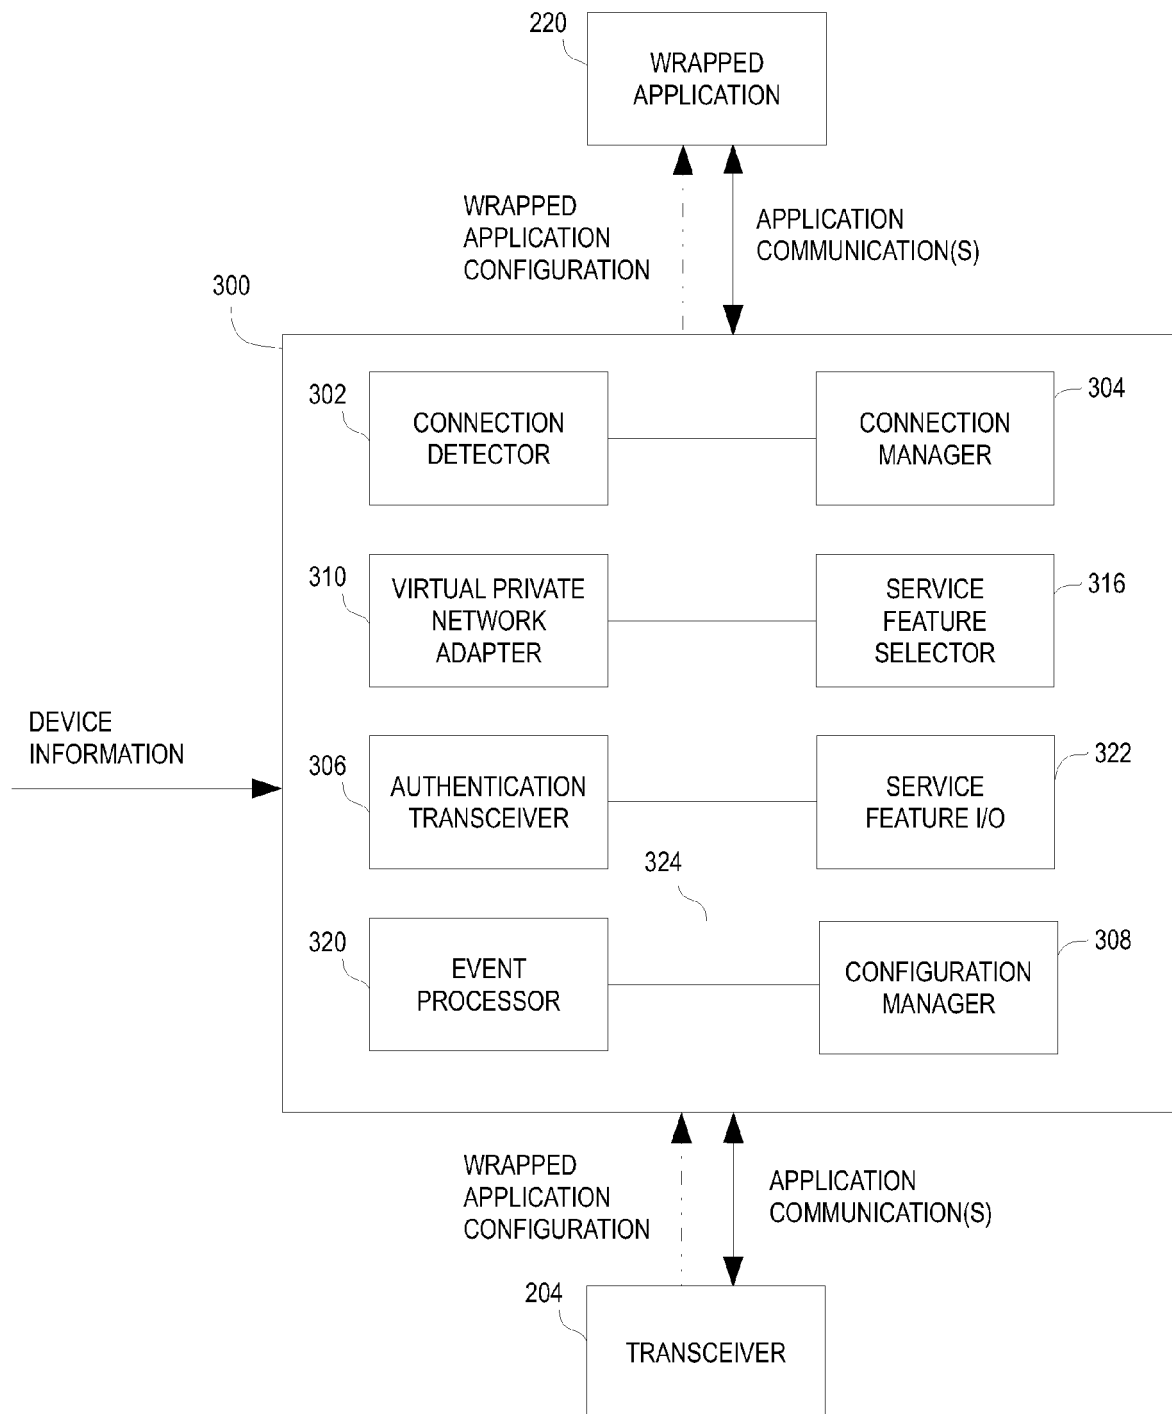 220
WRAPPED
APPLICATION
WRAPPED
APPLICATION
CONFIGURATION
APPLICATION
COMMUNICATION(S)
300
302
CONNECTION
DETECTOR
304
CONNECTION
MANAGER
310
VIRTUAL PRIVATE
NETWORK
ADAPTER
316
SERVICE
FEATURE
SELECTOR
DEVICE
INFORMATION
306
AUTHENTICATION
TRANSCEIVER
322
SERVICE
FEATURE I/O
324
320
EVENT
PROCESSOR
308
CONFIGURATION
MANAGER
WRAPPED
APPLICATION
CONFIGURATION
APPLICATION
COMMUNICATION(S)
204
TRANSCEIVER